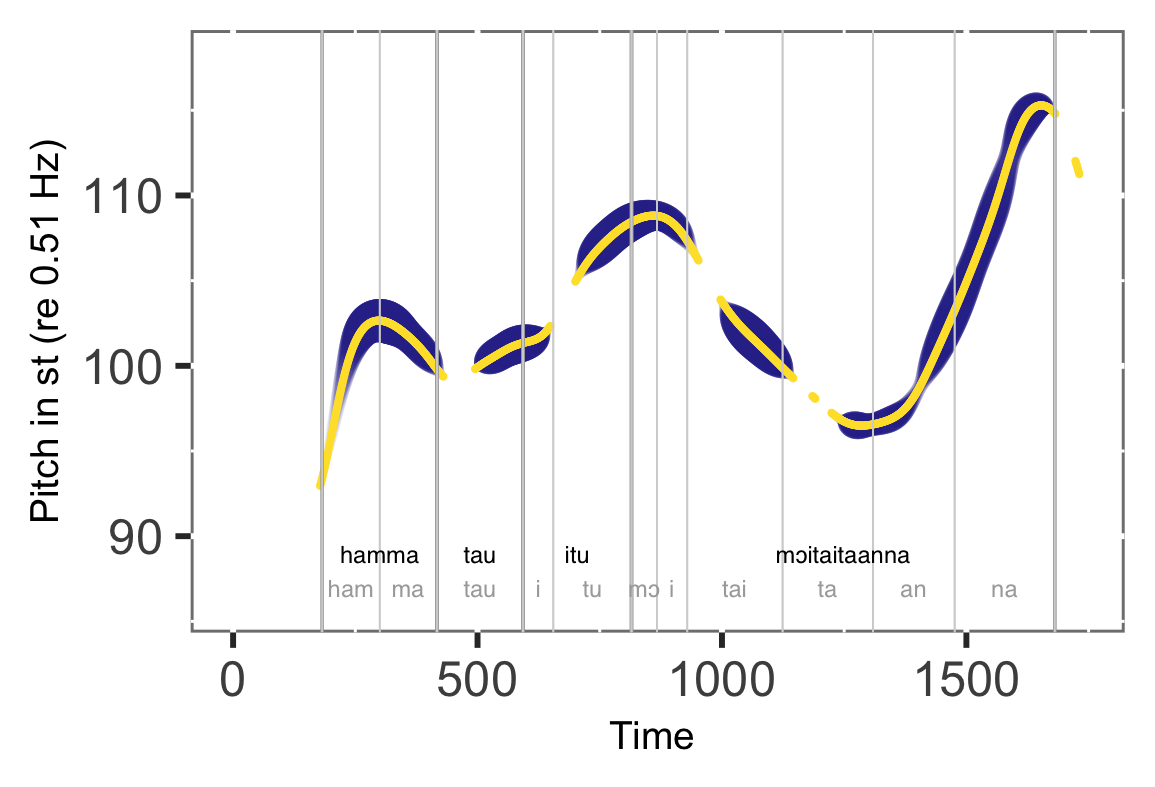 Pitch in st (re 0.51 Hz)
110
100
90
hamma tau itu mɔitaitaanna
ham ma tau i tu mɔ i tai ta an na
0 500 1000 1500
Time